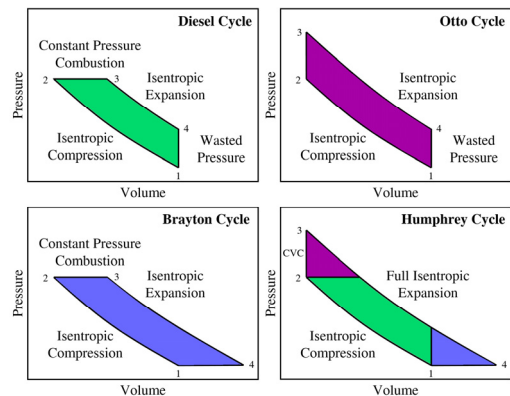 Diesel Cycle
Constant Pressure
Combustion
2
3
Isentropic
Expansion
4
Isentropic
Compression
Wasted
Pressure
1
Pressure
Volume
Otto Cycle
3
2
Isentropic
Expansion
4
Isentropic
Compression
Wasted
Pressure
1
Pressure
Volume
Brayton Cycle
Constant Pressure
Combustion
2
3
Isentropic
Expansion
Isentropic
Compression
1
4
Pressure
Volume
Humphrey Cycle
3
CVC
2
Full Isentropic
Expansion
Isentropic
Compression
1
4
Pressure
Volume